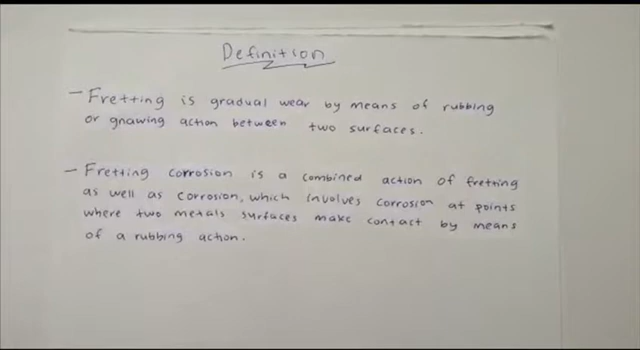 Definition
- Fretting is gradual wear by means of rubbing
or gnawing action between two surfaces.
- Fretting corrosion is a combined action of fretting
as well as corrosion, which involves corrosion at points
where two metals surfaces make contact by means
of a rubbing action.